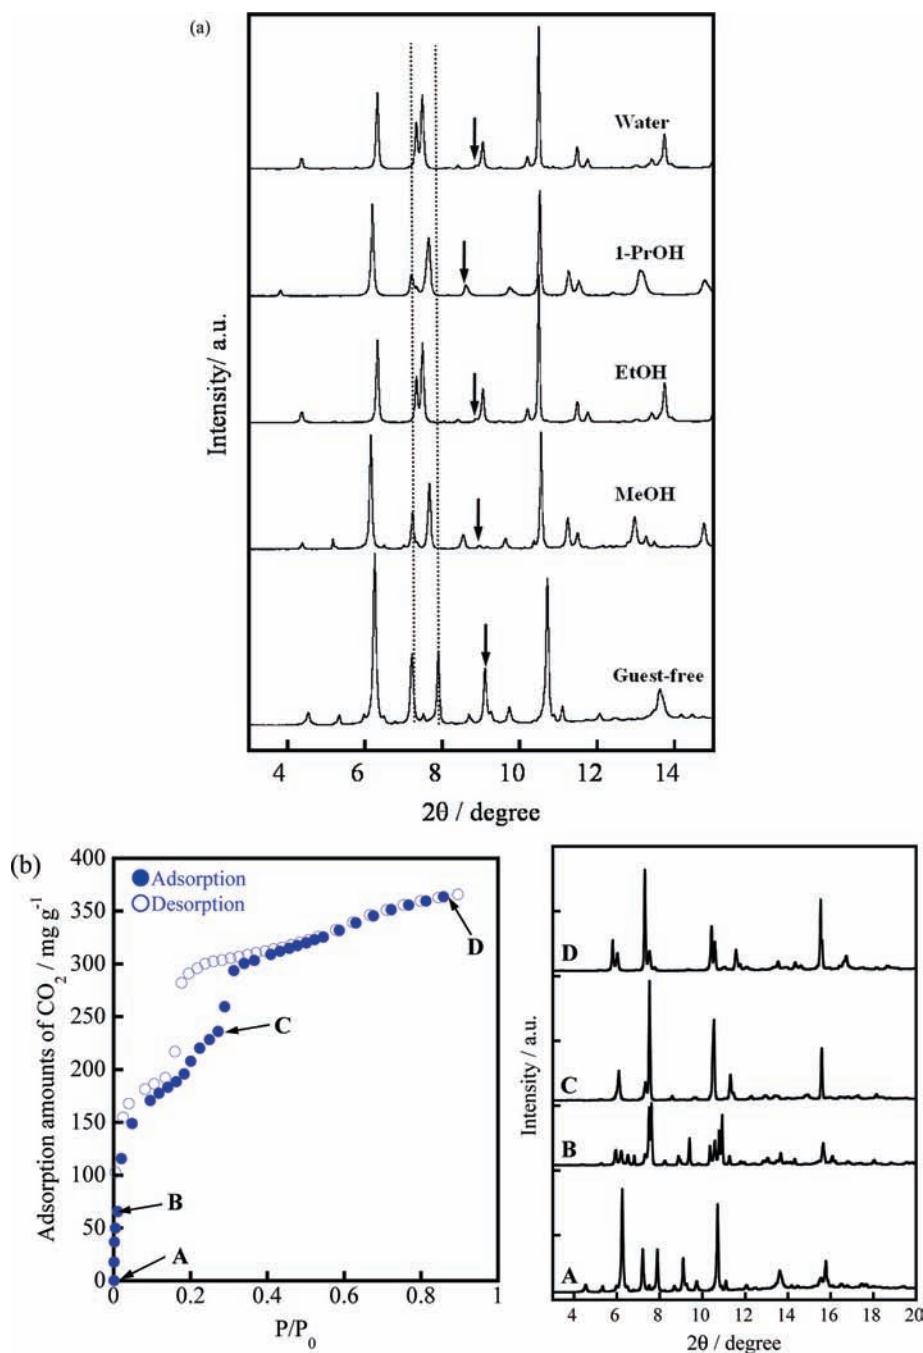 (a)
Water
1-PrOH
EtOH
MeOH
Guest-free
Intensity/ a.u.
4 6 8 10 12 14
2θ / degree
(b)
Adsorption
Desorption
400
350
300
250
200
150
100
50
0
Adsorption amounts of CO2 / mg g-1
A
B
C
D
0 0.2 0.4 0.6 0.8 1
P/P0
D
C
B
A
Intensity / a.u.
4 6 8 10 12 14 16 18 20
2θ / degree